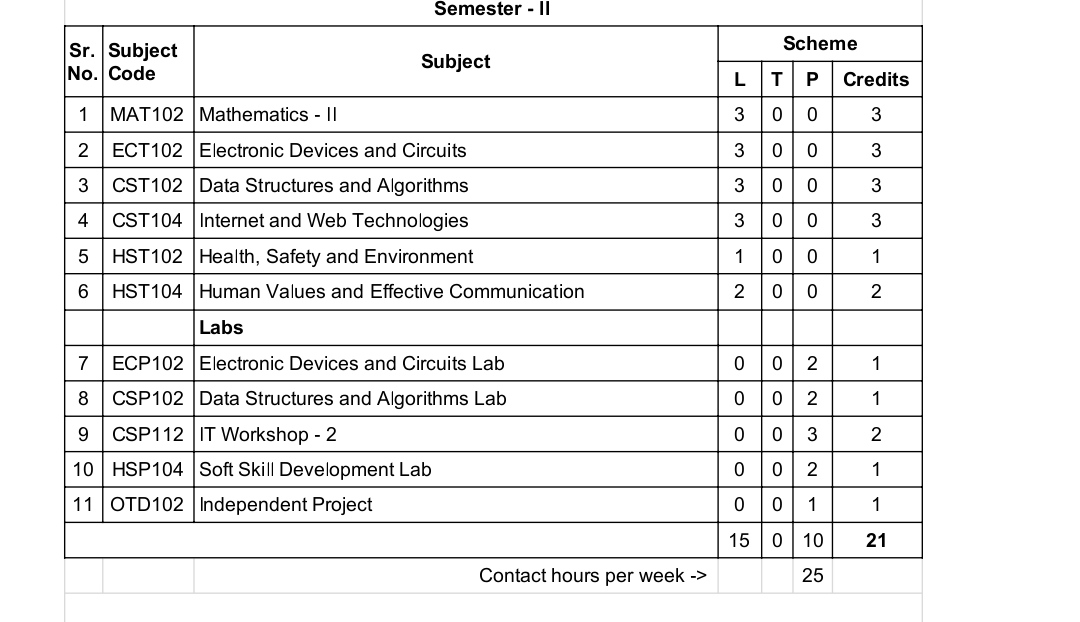 Semester - II
Sr. No. Subject Code Subject Scheme
L T P Credits
1 MAT102 Mathematics - II 3 0 0 3
2 ECT102 Electronic Devices and Circuits 3 0 0 3
3 CST102 Data Structures and Algorithms 3 0 0 3
4 CST104 Internet and Web Technologies 3 0 0 3
5 HST102 Health, Safety and Environment 1 0 0 1
6 HST104 Human Values and Effective Communication 2 0 0 2
Labs
7 ECP102 Electronic Devices and Circuits Lab 0 0 2 1
8 CSP102 Data Structures and Algorithms Lab 0 0 2 1
9 CSP112 IT Workshop - 2 0 0 3 2
10 HSP104 Soft Skill Development Lab 0 0 2 1
11 OTD102 Independent Project 0 0 1 1
15 0 10 21
Contact hours per week -> 25